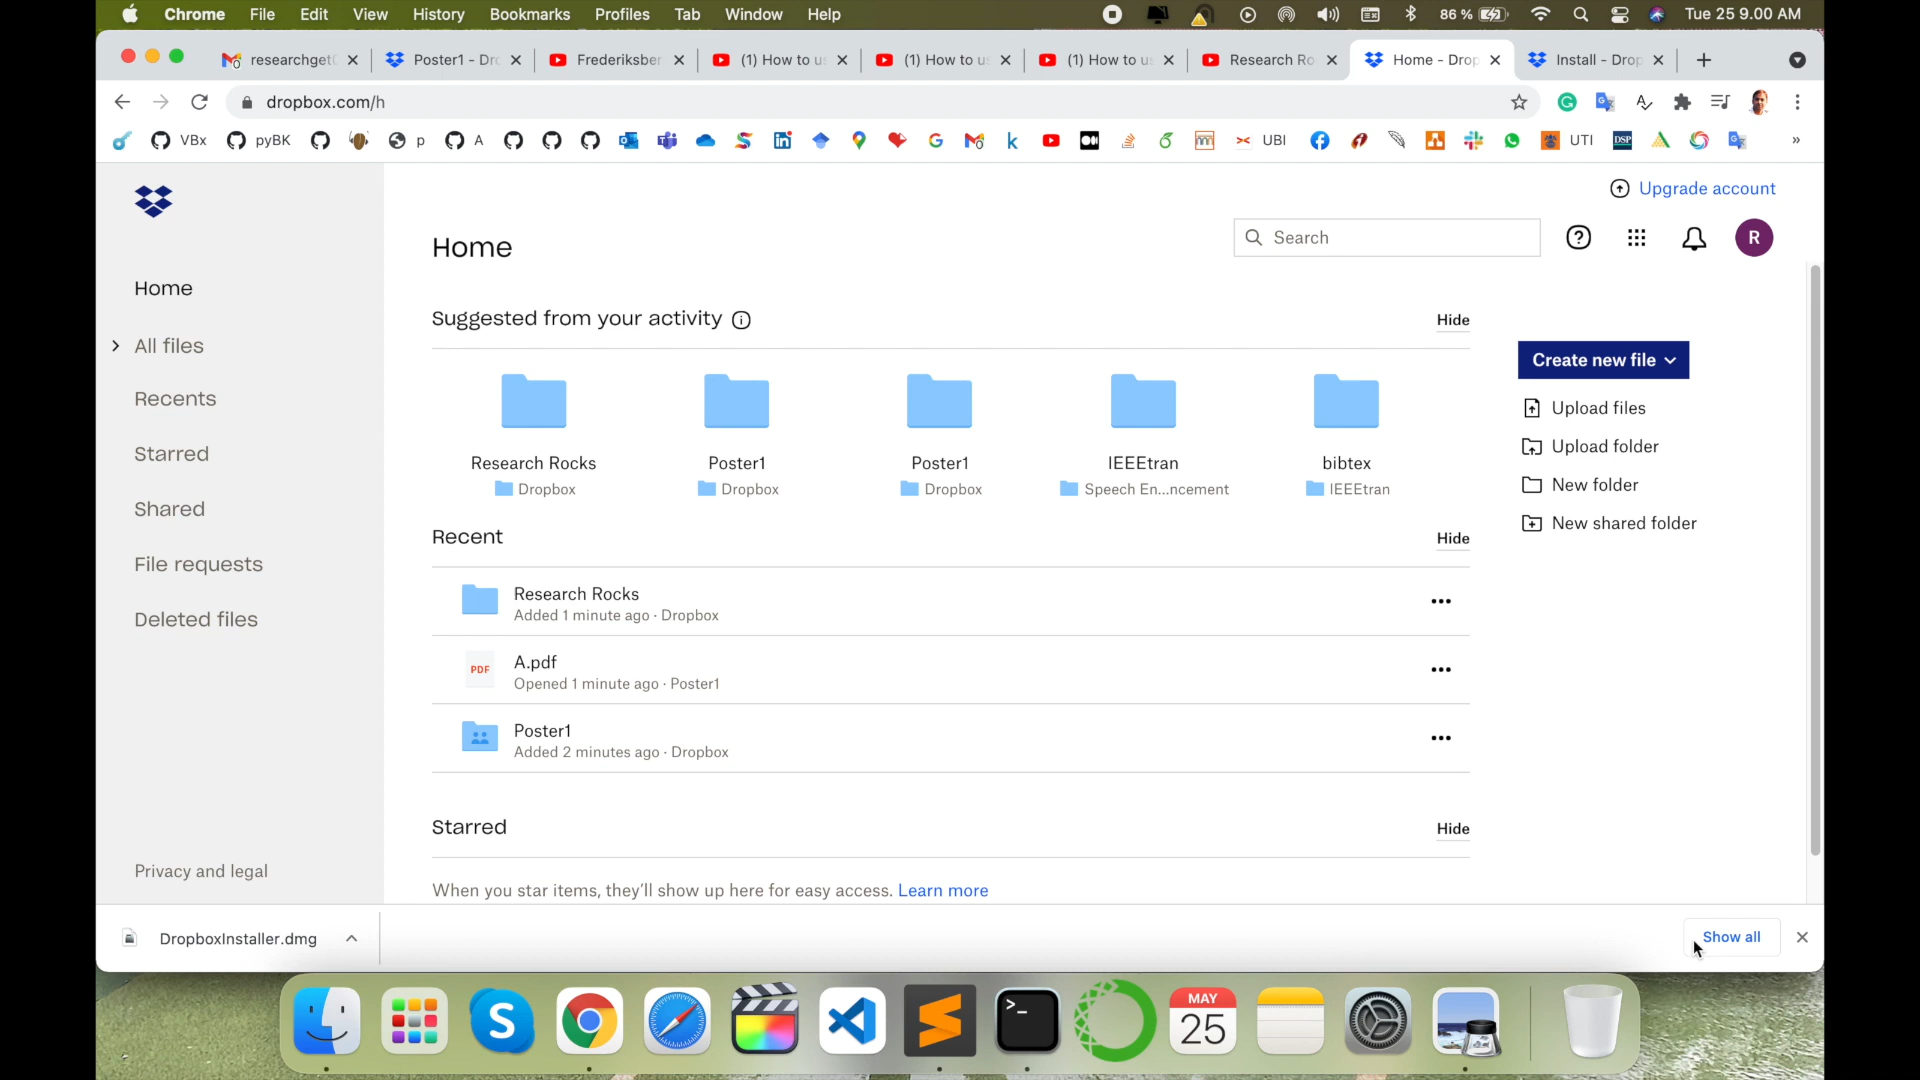 Chrome File Edit View History Bookmarks Profiles Tab Window Help 86 % Tue 25 9.00 AM
researchget Poster1 - Dro Frederiksber (1) How to u (1) How to u (1) How to u Research Ro Home - Drop Install - Drop
dropbox.com/h
VBx pyBK p A UBI UTI DSP »
Upgrade account
Home
Search
R
Home
All files
Recents
Starred
Shared
File requests
Deleted files
Privacy and legal
Suggested from your activity
Hide
Research Rocks Poster1 Poster1 IEEEtran bibtex
Dropbox Dropbox Dropbox Speech En...ncement IEEEtran
Recent
Hide
Research Rocks
Added 1 minute ago · Dropbox
PDF
A.pdf
Opened 1 minute ago · Poster1
Poster1
Added 2 minutes ago · Dropbox
Starred
Hide
When you star items, they'll show up here for easy access. Learn more
Create new file
Upload files
Upload folder
New folder
New shared folder
DropboxInstaller.dmg
Show all
MAY
25